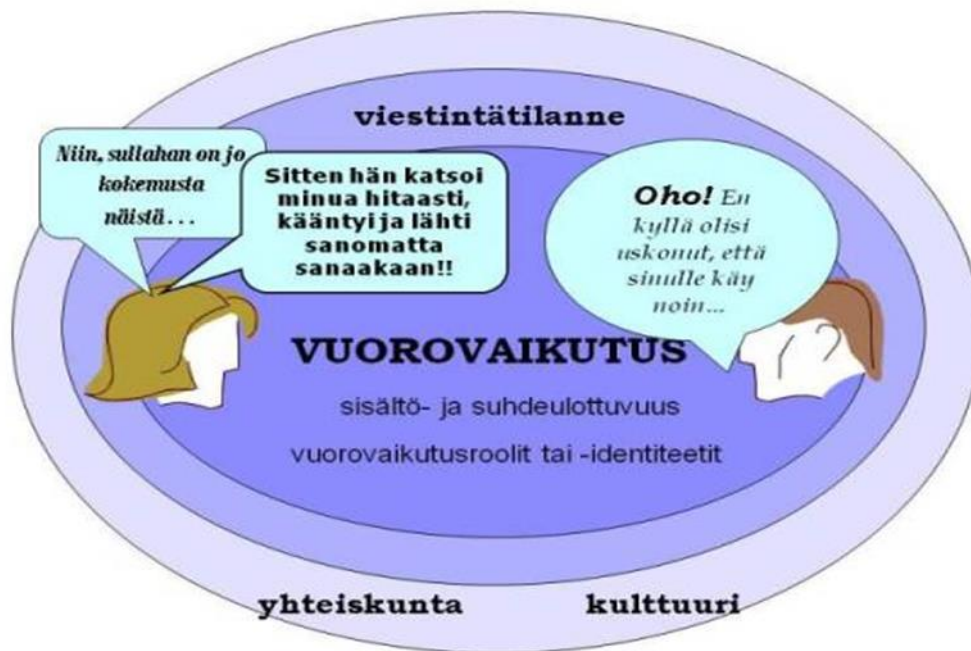 viestintätilanne
Niin, sullahan on jo
kokemusta
näistä...
Sitten hän katsoi
minua hitaasti,
kääntyi ja lähti
sanomatta
sanaakaan!!
Oho! En
kyllä olisi
uskonut, että
sinulle käy
noin...
VUOROVAIKUTUS
sisältö- ja suhdeulottuvuus
vuorovaikutusroolit tai -identiteetit
yhteiskunta
kulttuuri